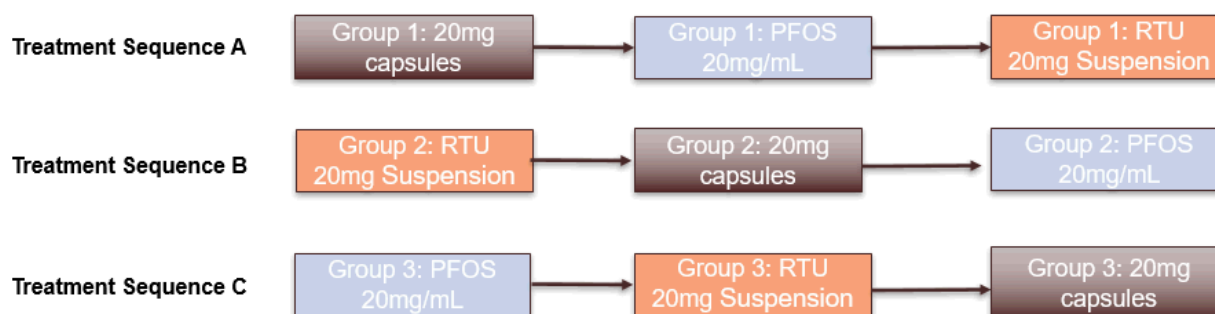 Treatment Sequence A
Group 1: 20mg
capsules
Group 1: PFOS
20mg/mL
Group 1: RTU
20mg Suspension
Treatment Sequence B
Group 2: RTU
20mg Suspension
Group 2: 20mg
capsules
Group 2: PFOS
20mg/mL
Treatment Sequence C
Group 3: PFOS
20mg/mL
Group 3: RTU
20mg Suspension
Group 3: 20mg
capsules